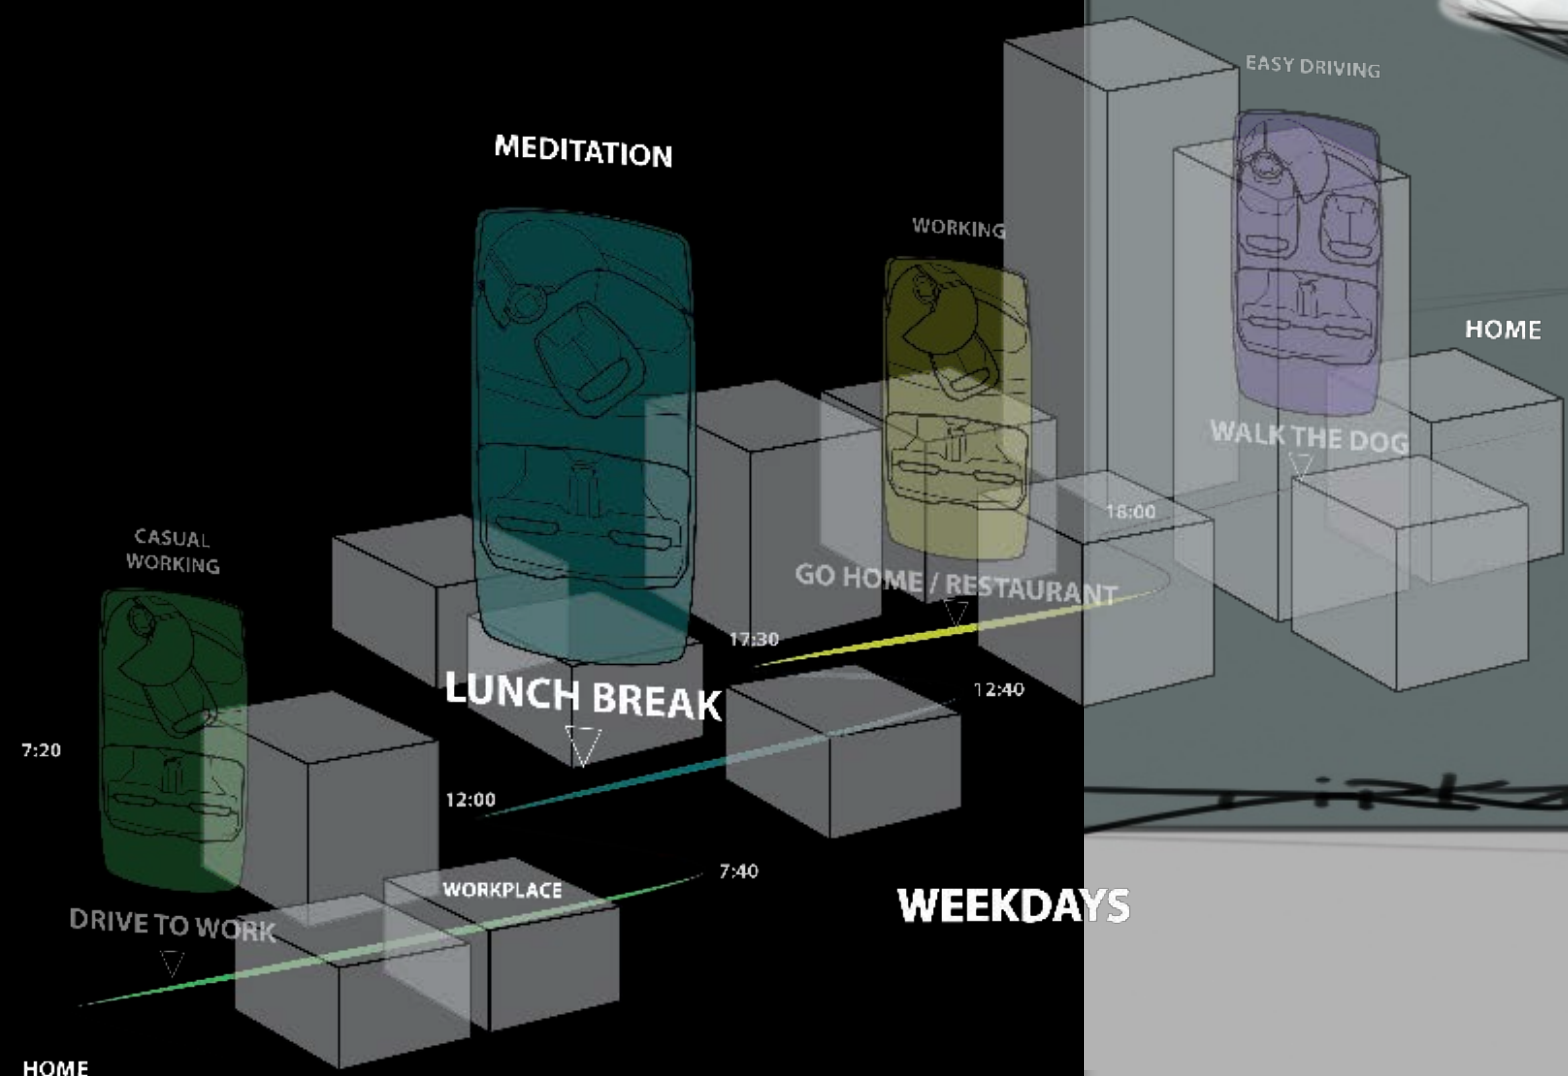 EASY DRIVING
MEDITATION
WORKING
HOME
WALK THE DOG
18:00
CASUAL
WORKING
GO HOME / RESTAURANT
17:30
LUNCH BREAK
12:40
7:20
12:00
7:40
WORKPLACE
WEEKDAYS
DRIVE TO WORK
HOME